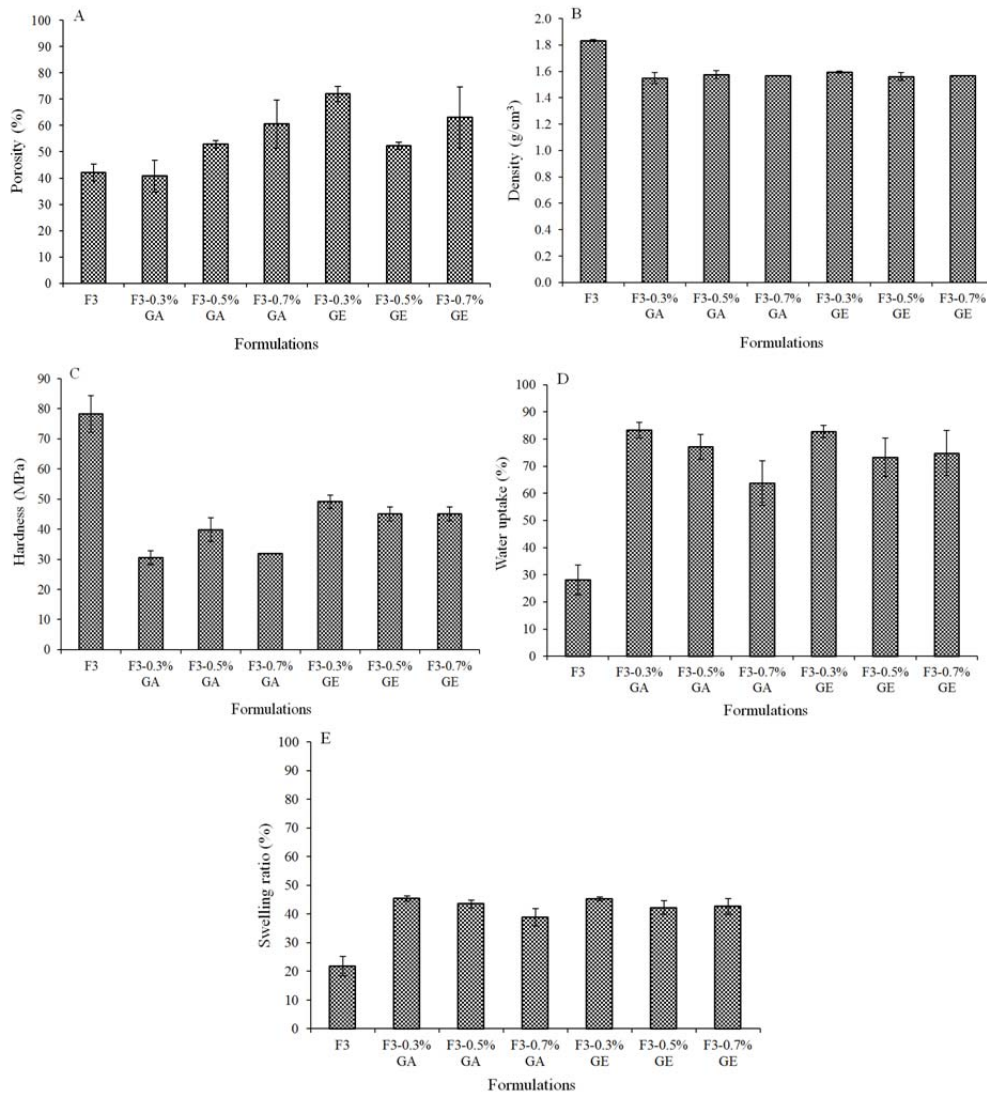 A
Porosity (%)
100
90
80
70
60
50
40
30
20
10
0
F3 F3-0.3% F3-0.5% F3-0.7% F3-0.3% F3-0.5% F3-0.7%
GA GA GA GE GE GE
Formulations
B
Density (g/cm³)
2.0
1.8
1.6
1.4
1.2
1.0
0.8
0.6
0.4
0.2
0.0
F3 F3-0.3% F3-0.5% F3-0.7% F3-0.3% F3-0.5% F3-0.7%
GA GA GA GE GE GE
Formulations
C
Hardness (MPa)
90
80
70
60
50
40
30
20
10
0
F3 F3-0.3% F3-0.5% F3-0.7% F3-0.3% F3-0.5% F3-0.7%
GA GA GA GE GE GE
Formulations
D
Water uptake (%)
100
90
80
70
60
50
40
30
20
10
0
F3 F3-0.3% F3-0.5% F3-0.7% F3-0.3% F3-0.5% F3-0.7%
GA GA GA GE GE GE
Formulations
E
Swelling ratio (%)
100
90
80
70
60
50
40
30
20
10
0
F3 F3-0.3% F3-0.5% F3-0.7% F3-0.3% F3-0.5% F3-0.7%
GA GA GA GE GE GE
Formulations